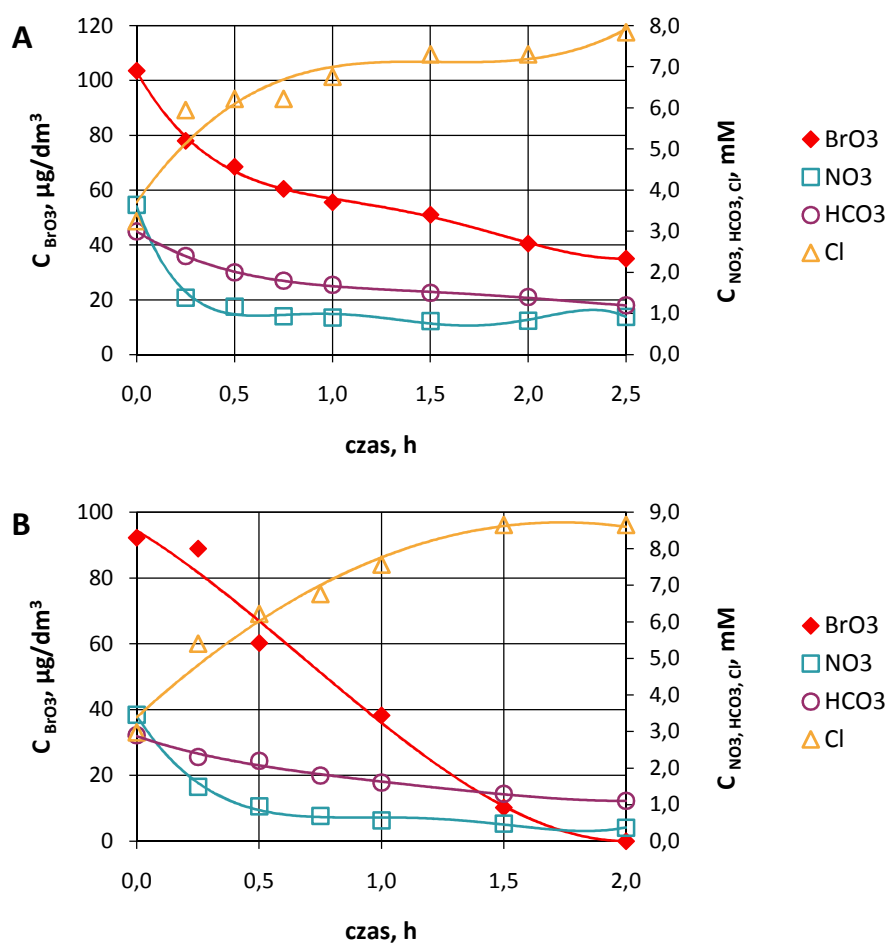 A
120
100
80
60
40
20
0
C BrO3, µg/dm³
8,0
7,0
6,0
5,0
4,0
3,0
2,0
1,0
0,0
C NO3, HCO3, Cl, mM
0,0 0,5 1,0 1,5 2,0 2,5
czas, h
BrO3
NO3
HCO3
Cl
B
100
80
60
40
20
0
C BrO3, µg/dm³
9,0
8,0
7,0
6,0
5,0
4,0
3,0
2,0
1,0
0,0
C NO3, HCO3, Cl, mM
0,0 0,5 1,0 1,5 2,0
czas, h
BrO3
NO3
HCO3
Cl